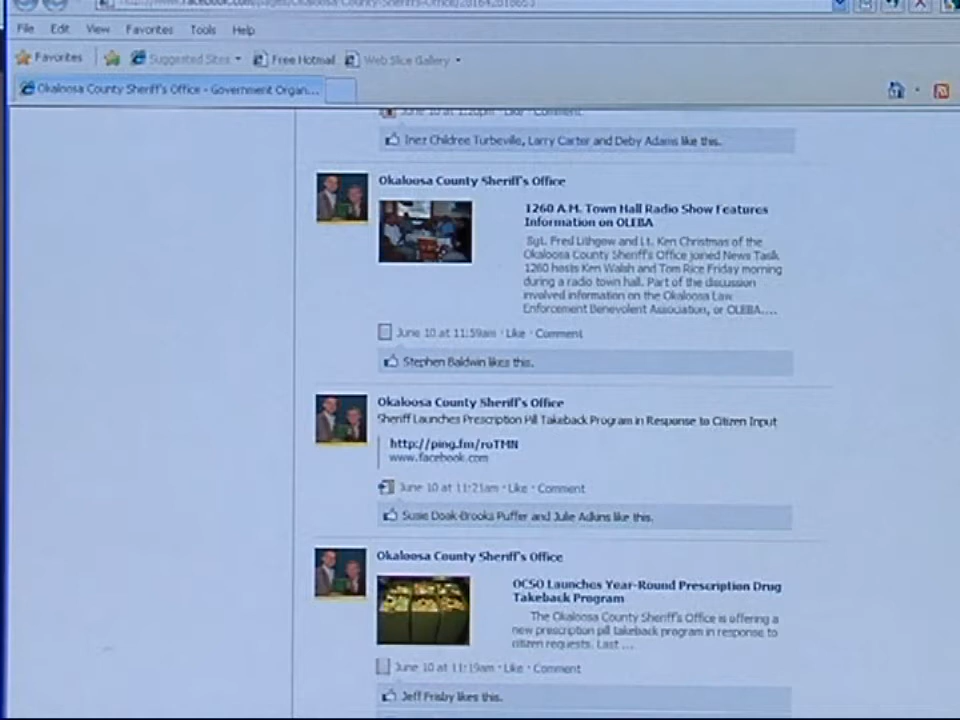 File Edit View Favorites Tools Help
Favorites Suggested Sites Free Hotmail Web Slice Gallery
Okaloosa County Sheriff's Office - Government Organ...
June 10 at 1:20pm · Like · Comment
Inez Childree Turbeville, Larry Carter and Deby Adams like this.
Okaloosa County Sheriff's Office
1260 A.M. Town Hall Radio Show Features
Information on OLEBA
Sgt. Fred Lithgow and Lt. Ken Christmas of the
Okaloosa County Sheriff's Office joined News Talk
1260 hosts Ken Walsh and Tom Rice Friday morning
during a radio town hall. Part of the discussion
involved information on the Okaloosa Law
Enforcement Benevolent Association, or OLEBA....
June 10 at 11:59am · Like · Comment
Stephen Baldwin likes this.
Okaloosa County Sheriff's Office
Sheriff Launches Prescription Pill Takeback Program in Response to Citizen Input
http://ping.fm/roTMN
www.facebook.com
June 10 at 11:21am · Like · Comment
Susie Doak-Brooks Puffer and Julie Adkins like this.
Okaloosa County Sheriff's Office
OCSO Launches Year-Round Prescription Drug
Takeback Program
The Okaloosa County Sheriff's Office is offering a
new prescription pill takeback program in response to
citizen requests. Last ...
June 10 at 11:19am · Like · Comment
Jeff Frisby likes this.